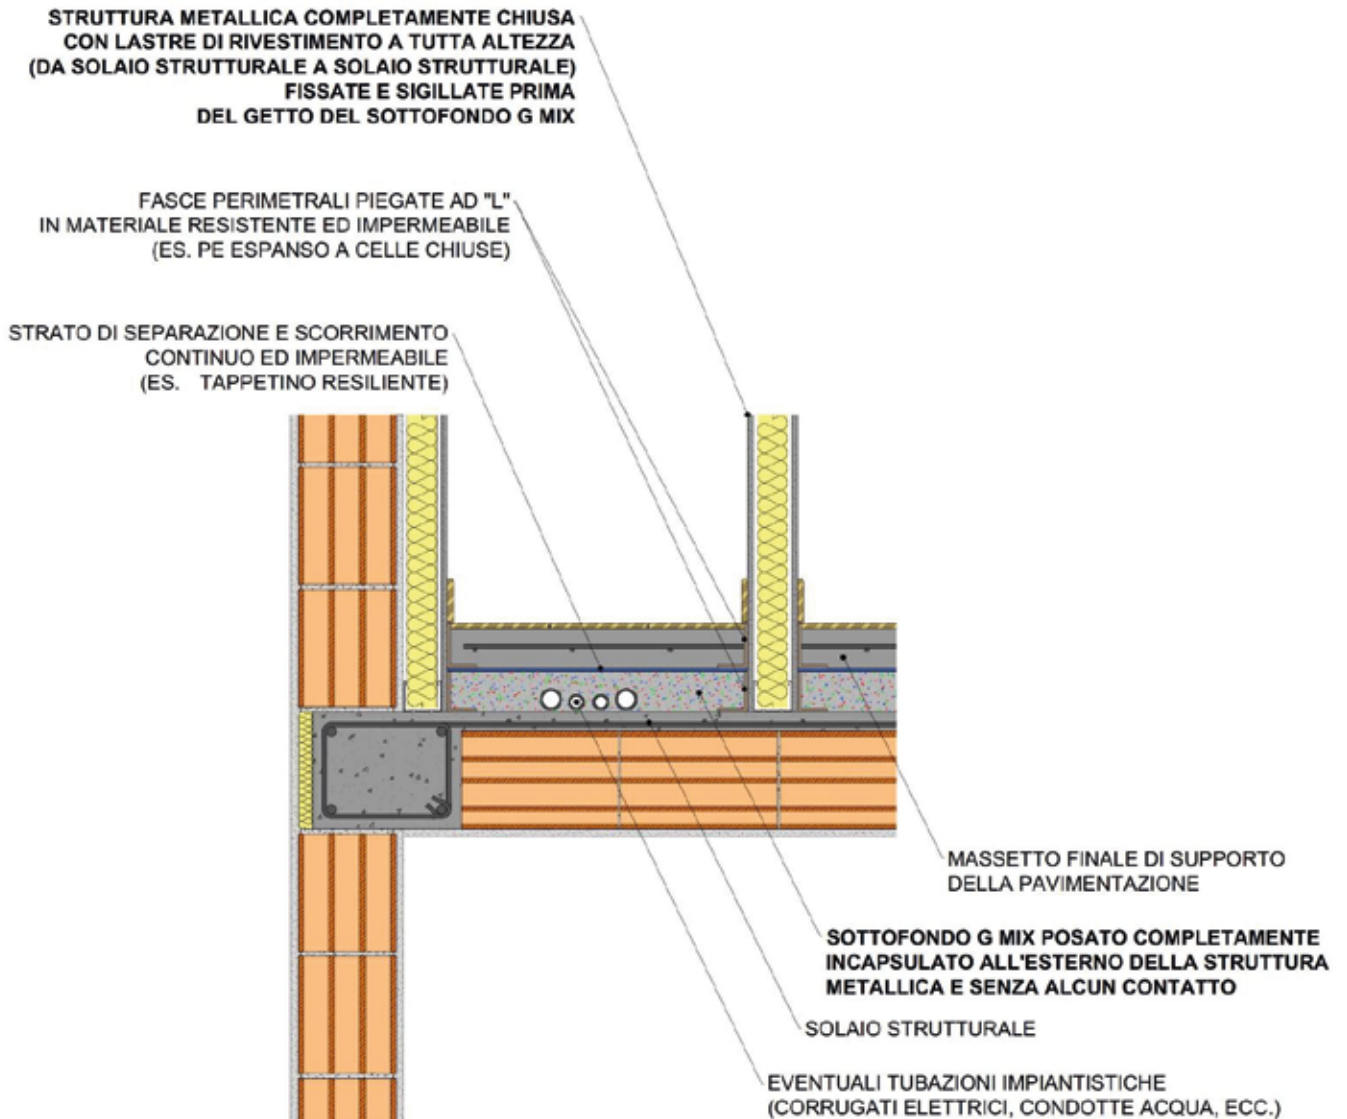 STRUTTURA METALLICA COMPLETAMENTE CHIUSA
CON LASTRE DI RIVESTIMENTO A TUTTA ALTEZZA
(DA SOLAIO STRUTTURALE A SOLAIO STRUTTURALE)
FISSATE E SIGILLATE PRIMA
DEL GETTO DEL SOTTOFONDO G MIX
FASCE PERIMETRALI PIEGATE AD "L"
IN MATERIALE RESISTENTE ED IMPERMEABILE
(ES. PE ESPANSO A CELLE CHIUSE)
STRATO DI SEPARAZIONE E SCORRIMENTO
CONTINUO ED IMPERMEABILE
(ES. TAPPETINO RESILIENTE)
MASSETTO FINALE DI SUPPORTO
DELLA PAVIMENTAZIONE
SOTTOFONDO G MIX POSATO COMPLETAMENTE
INCAPSULATO ALL'ESTERNO DELLA STRUTTURA
METALLICA E SENZA ALCUN CONTATTO
SOLAIO STRUTTURALE
EVENTUALI TUBAZIONI IMPIANTISTICHE
(CORRUGATI ELETTRICI, CONDOTTE ACQUA, ECC.)